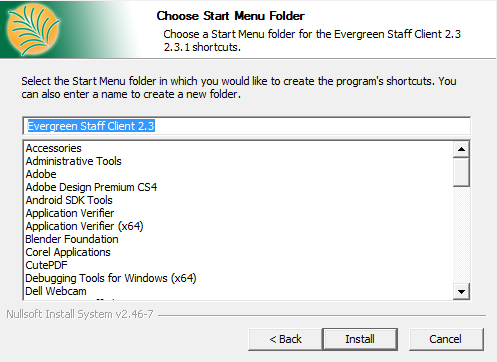 Choose Start Menu Folder
Choose a Start Menu folder for the Evergreen Staff Client 2.3
2.3.1 shortcuts.
Select the Start Menu folder in which you would like to create the program's shortcuts. You
can also enter a name to create a new folder.
Evergreen Staff Client 2.3
Accessories
Administrative Tools
Adobe
Adobe Design Premium CS4
Android SDK Tools
Application Verifier
Application Verifier (x64)
Blender Foundation
Corel Applications
CutePDF
Debugging Tools for Windows (x64)
Dell Webcam
Nullsoft Install System v2.46-7
< Back
Install
Cancel